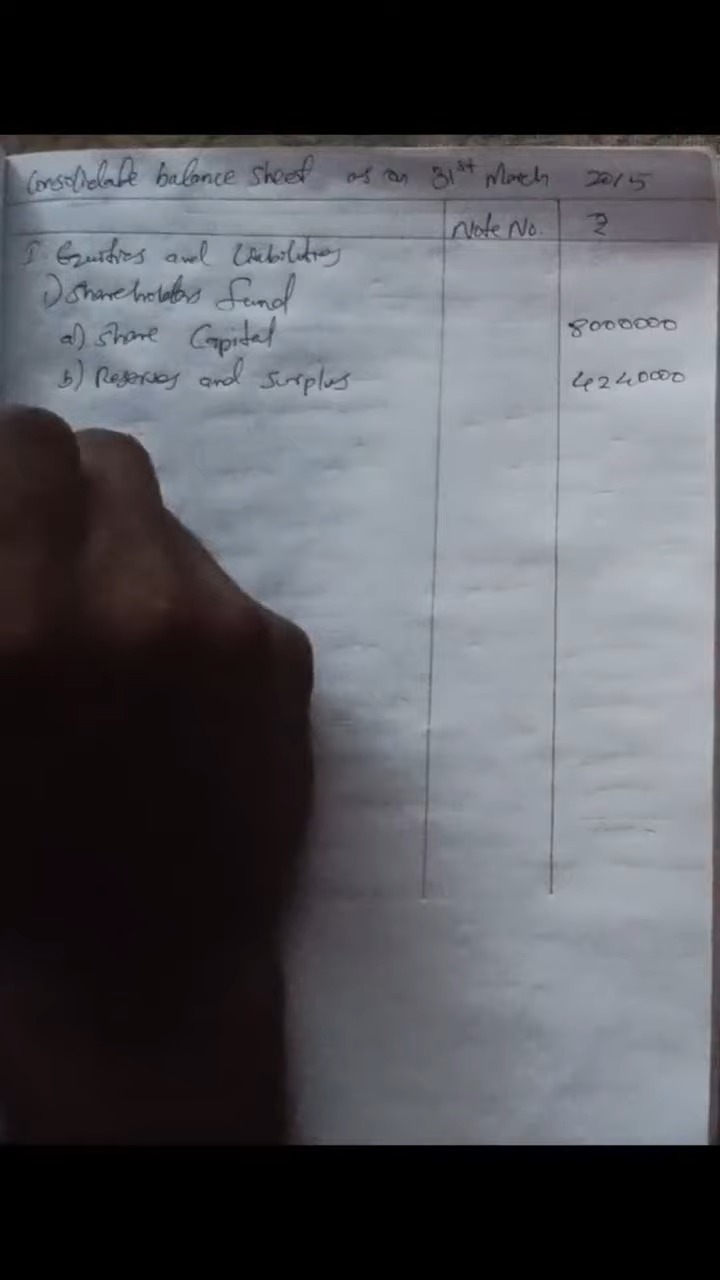 Consolidate balance sheet as on 31st March 2015
Note No. ₹
I Equities and Liabilities
1) Shareholders fund
a) Share Capital 8000000
b) Reserves and surplus 4240000